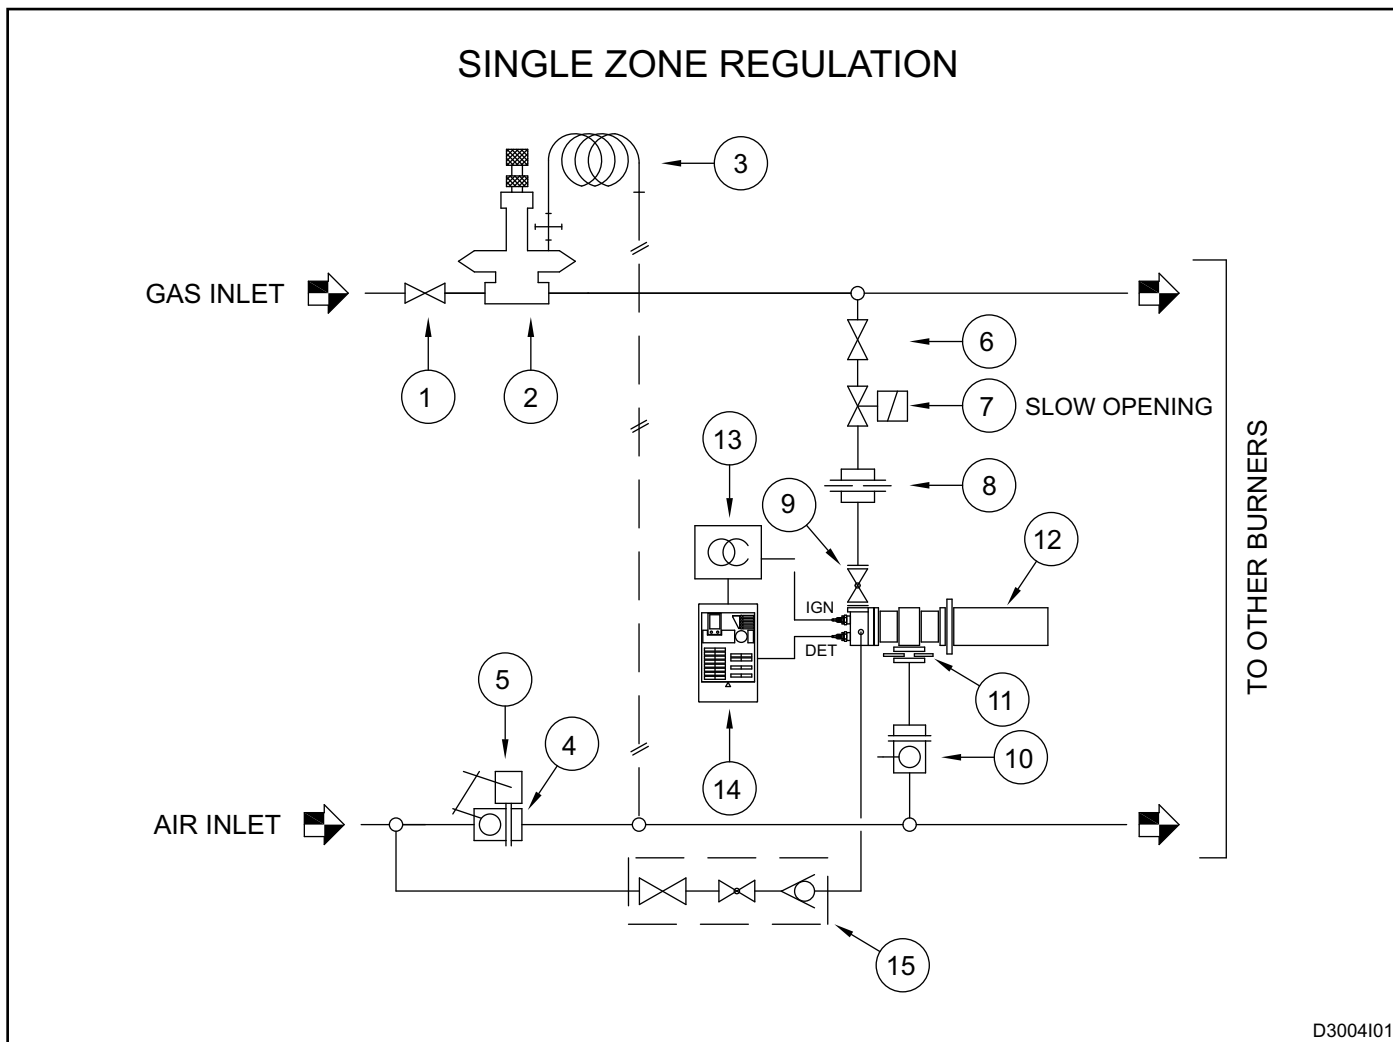 SINGLE ZONE REGULATION
3
GAS INLET
1
2
6
7 SLOW OPENING
13
8
9
12
IGN
DET
TO OTHER BURNERS
5
11
4
10
14
AIR INLET
15
D3004I01